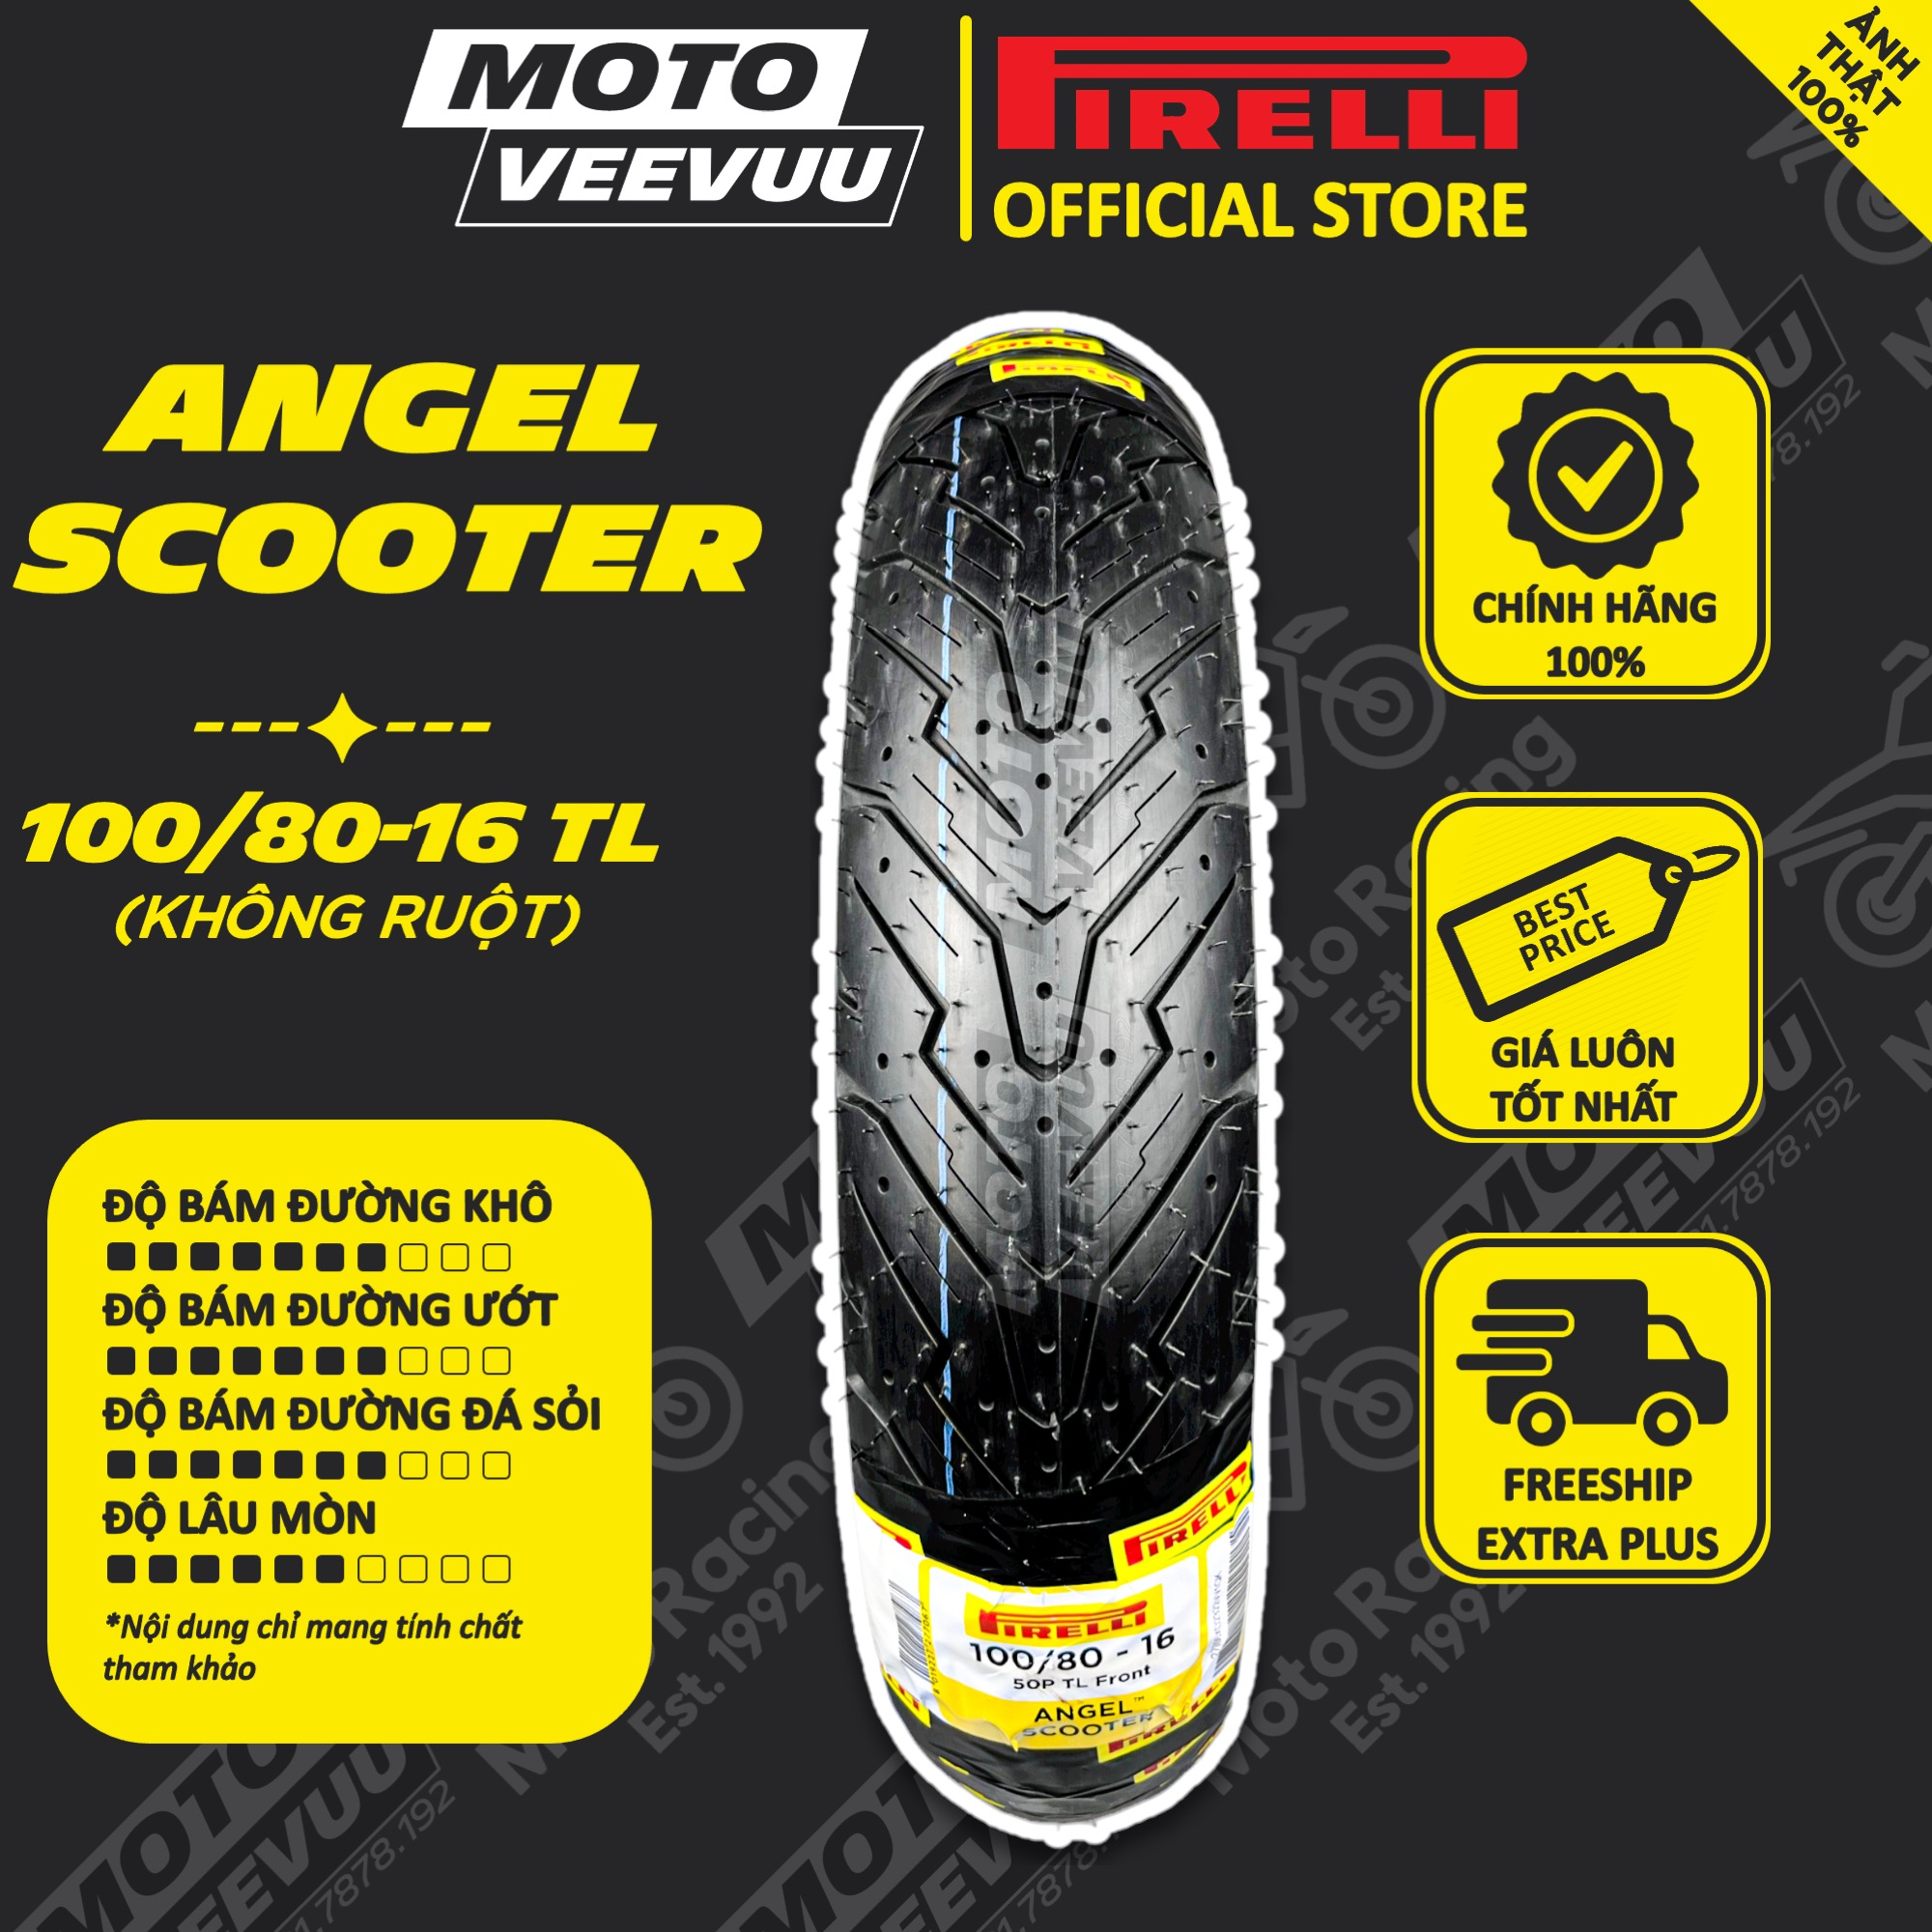 MOTO
VEEVUU
PIRELLI
OFFICIAL STORE
ẢNH
THẬT
100%
ANGEL
SCOOTER
100/80-16 TL
(KHÔNG RUỘT)
ĐỘ BÁM ĐƯỜNG KHÔ
ĐỘ BÁM ĐƯỜNG ƯỚT
ĐỘ BÁM ĐƯỜNG ĐÁ SỎI
ĐỘ LÂU MÒN
*Nội dung chỉ mang tính chất
tham khảo
CHÍNH HÃNG
100%
BEST
PRICE
GIÁ LUÔN
TỐT NHẤT
FREESHIP
EXTRA PLUS
PIRELLI
PIRELLI
100/80 - 16
50P TL Front
ANGEL™
SCOOTER
MOTO
VEEVUU
Moto Racing
Est. 1992